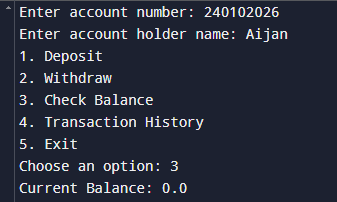 Enter account number: 240102026
Enter account holder name: Aijan
1. Deposit
2. Withdraw
3. Check Balance
4. Transaction History
5. Exit
Choose an option: 3
Current Balance: 0.0